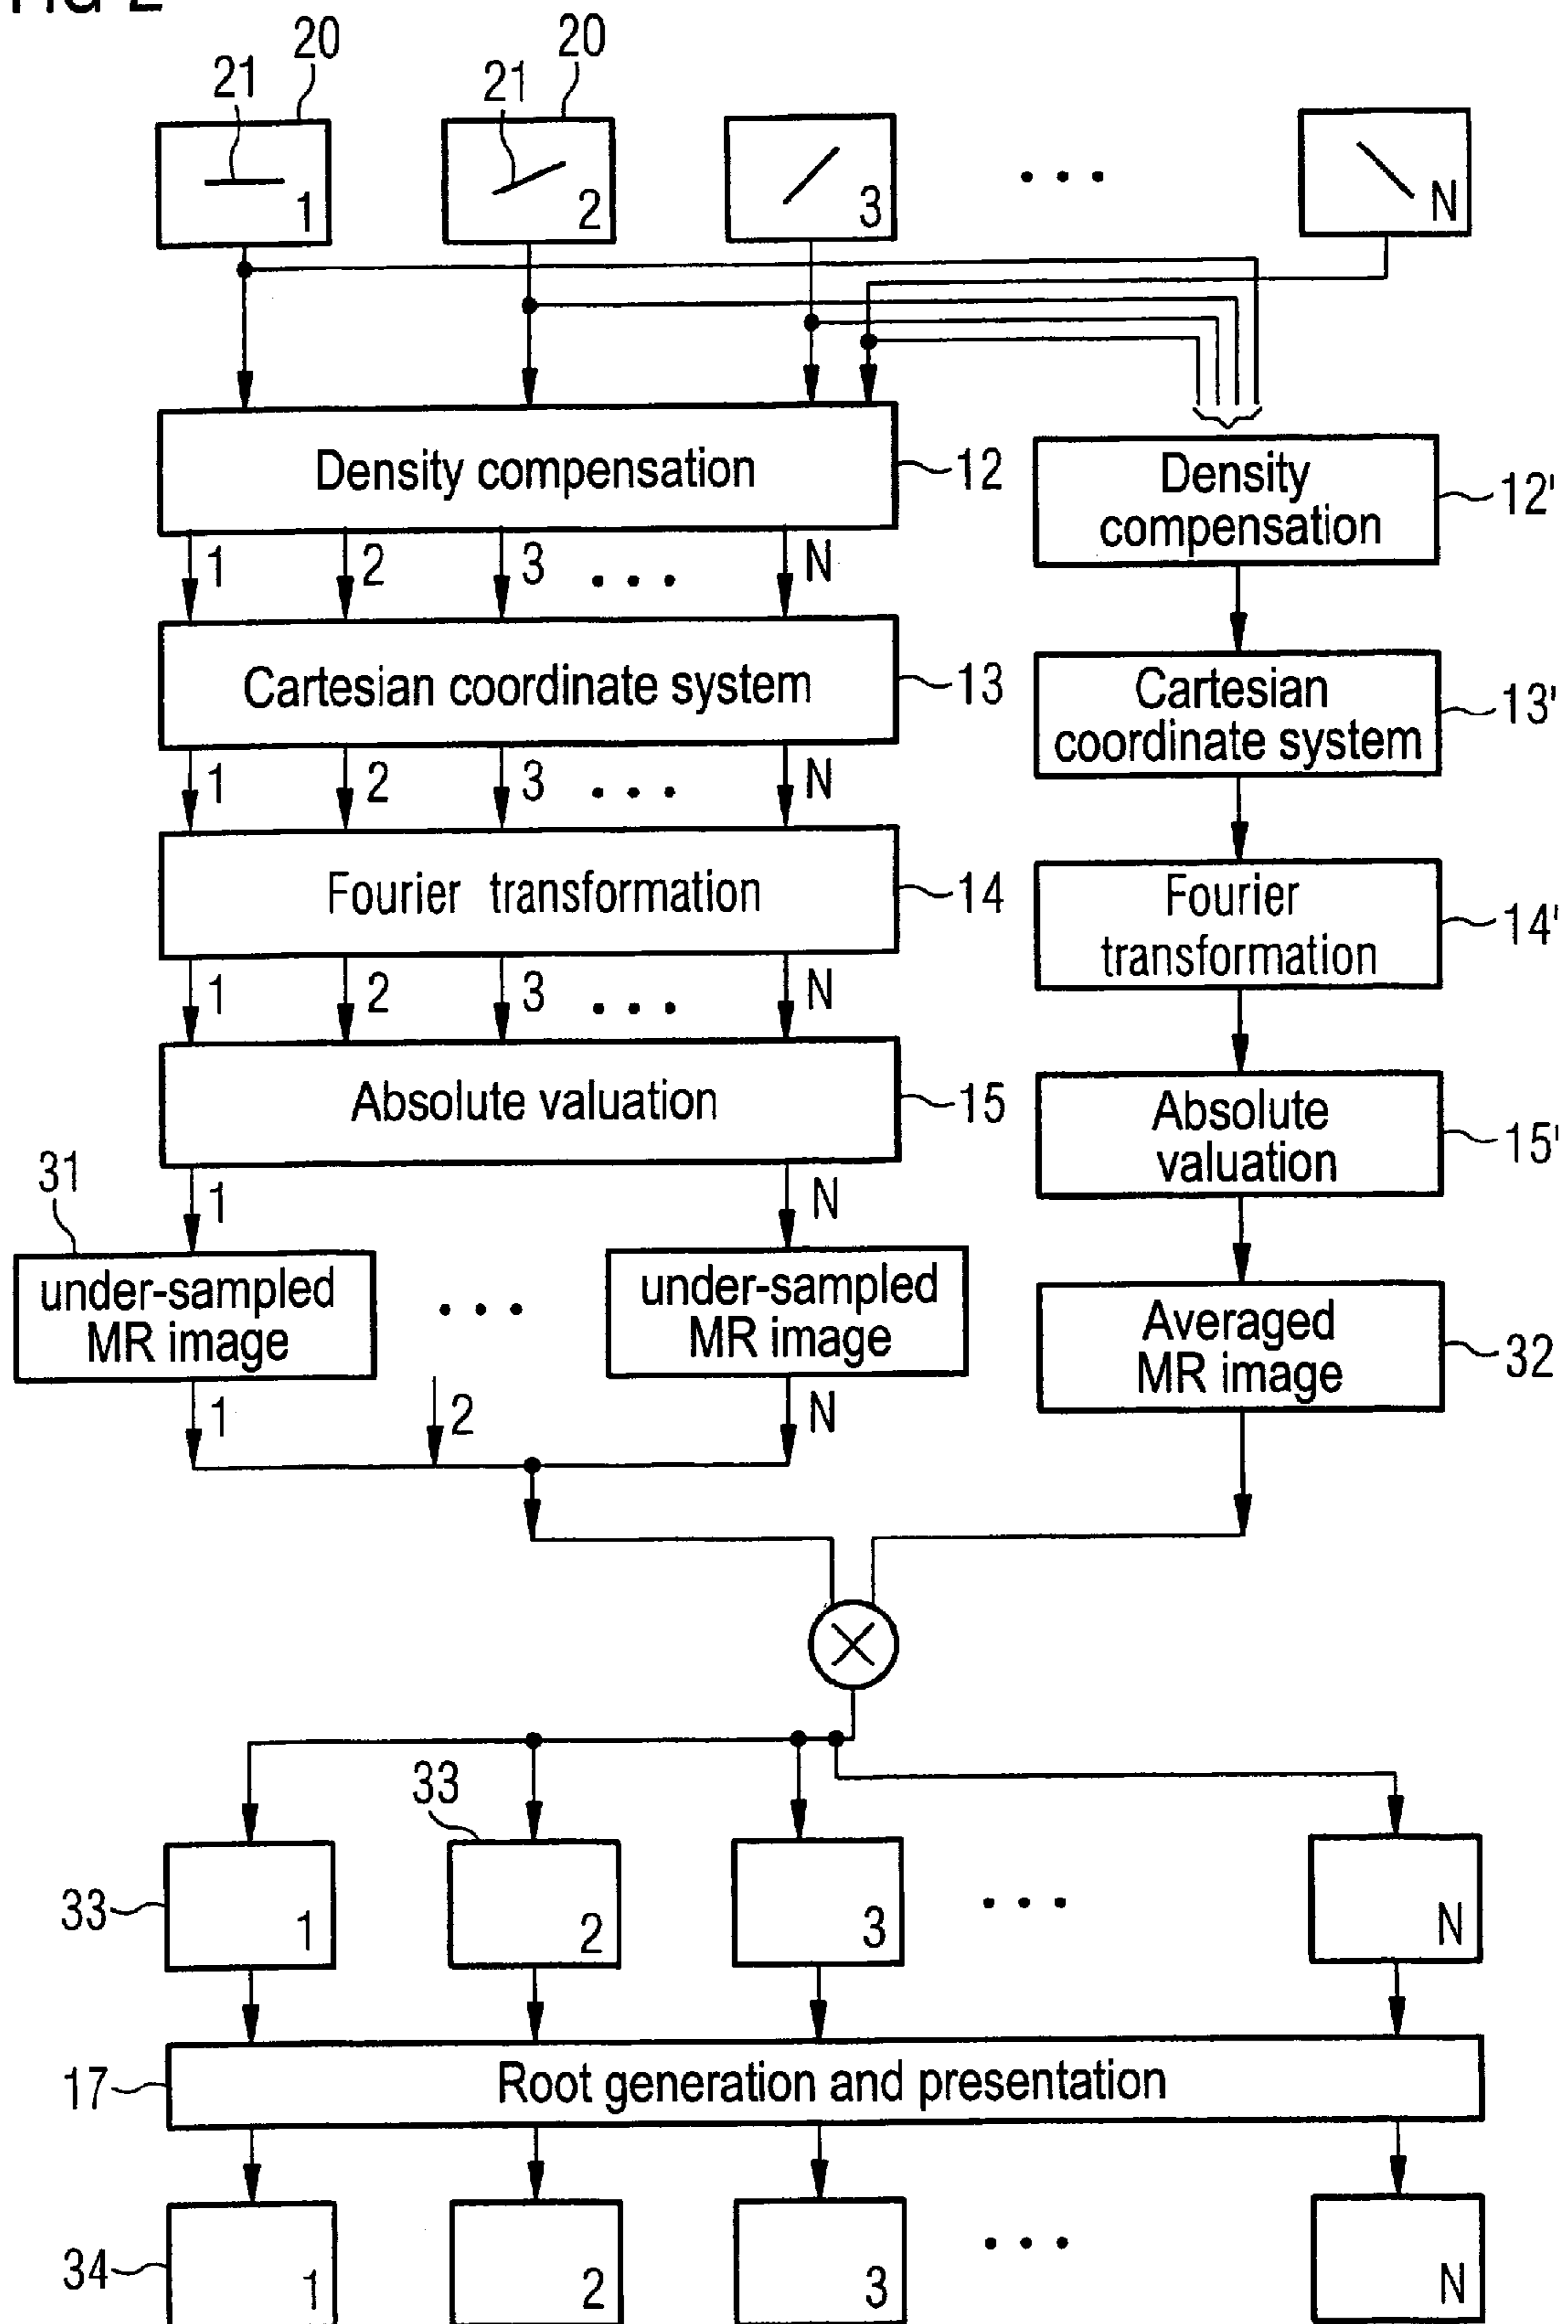 FIG 2
20
20
21
21
1
2
3
N
Density compensation
12
Density
compensation
12'
1
2
3
N
Cartesian coordinate system
13
Cartesian
coordinate system
13'
1
2
3
N
Fourier transformation
14
Fourier
transformation
14'
1
2
3
N
Absolute valuation
15
Absolute
valuation
15'
31
1
N
under-sampled
MR image
under-sampled
MR image
Averaged
MR image
32
1
2
N
33
33
1
2
3
N
17
Root generation and presentation
34
1
2
3
N